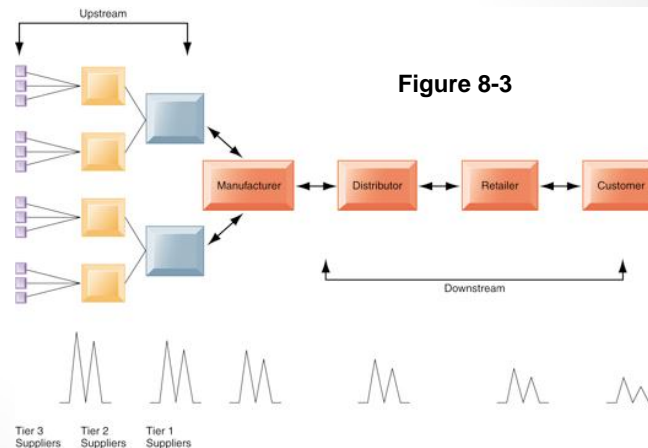 Upstream
Figure 8-3
Manufacturer
Distributor
Retailer
Customer
Downstream
Tier 3
Suppliers
Tier 2
Suppliers
Tier 1
Suppliers